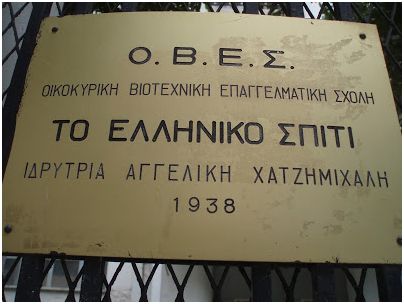 Ο.Β.Ε.Σ.
ΟΙΚΟΚΥΡΙΚΗ ΒΙΟΤΕΧΝΙΚΗ ΕΠΑΓΓΕΛΜΑΤΙΚΗ ΣΧΟΛΗ
ΤΟ ΕΛΛΗΝΙΚΟ ΣΠΙΤΙ
ΙΔΡΥΤΡΙΑ ΑΓΓΕΛΙΚΗ ΧΑΤΖΗΜΙΧΑΛΗ
1938